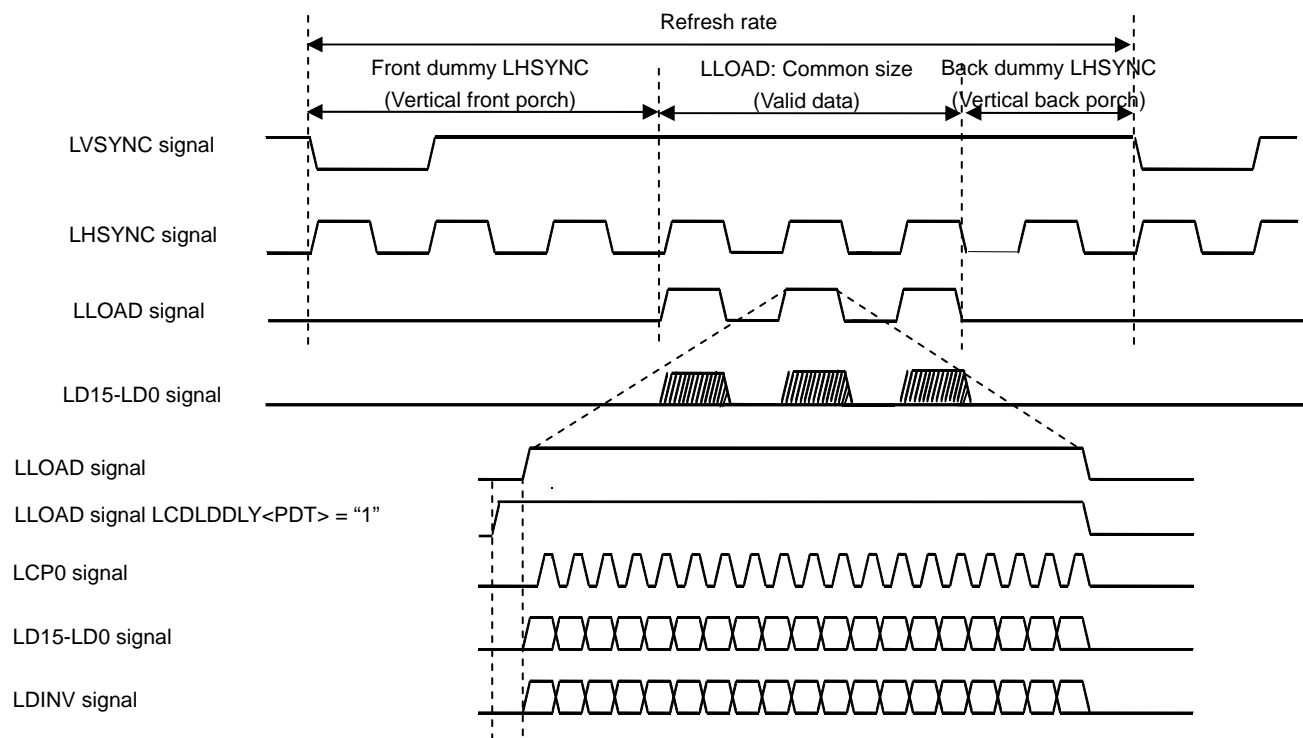 Refresh rate
Front dummy LHSYNC
(Vertical front porch)
LLOAD: Common size
(Valid data)
Back dummy LHSYNC
(Vertical back porch)
LVSYNC signal
LHSYNC signal
LLOAD signal
LD15-LD0 signal
LLOAD signal
LLOAD signal LCDLDDLY<PDT> = “1”
LCP0 signal
LD15-LD0 signal
LDINV signal